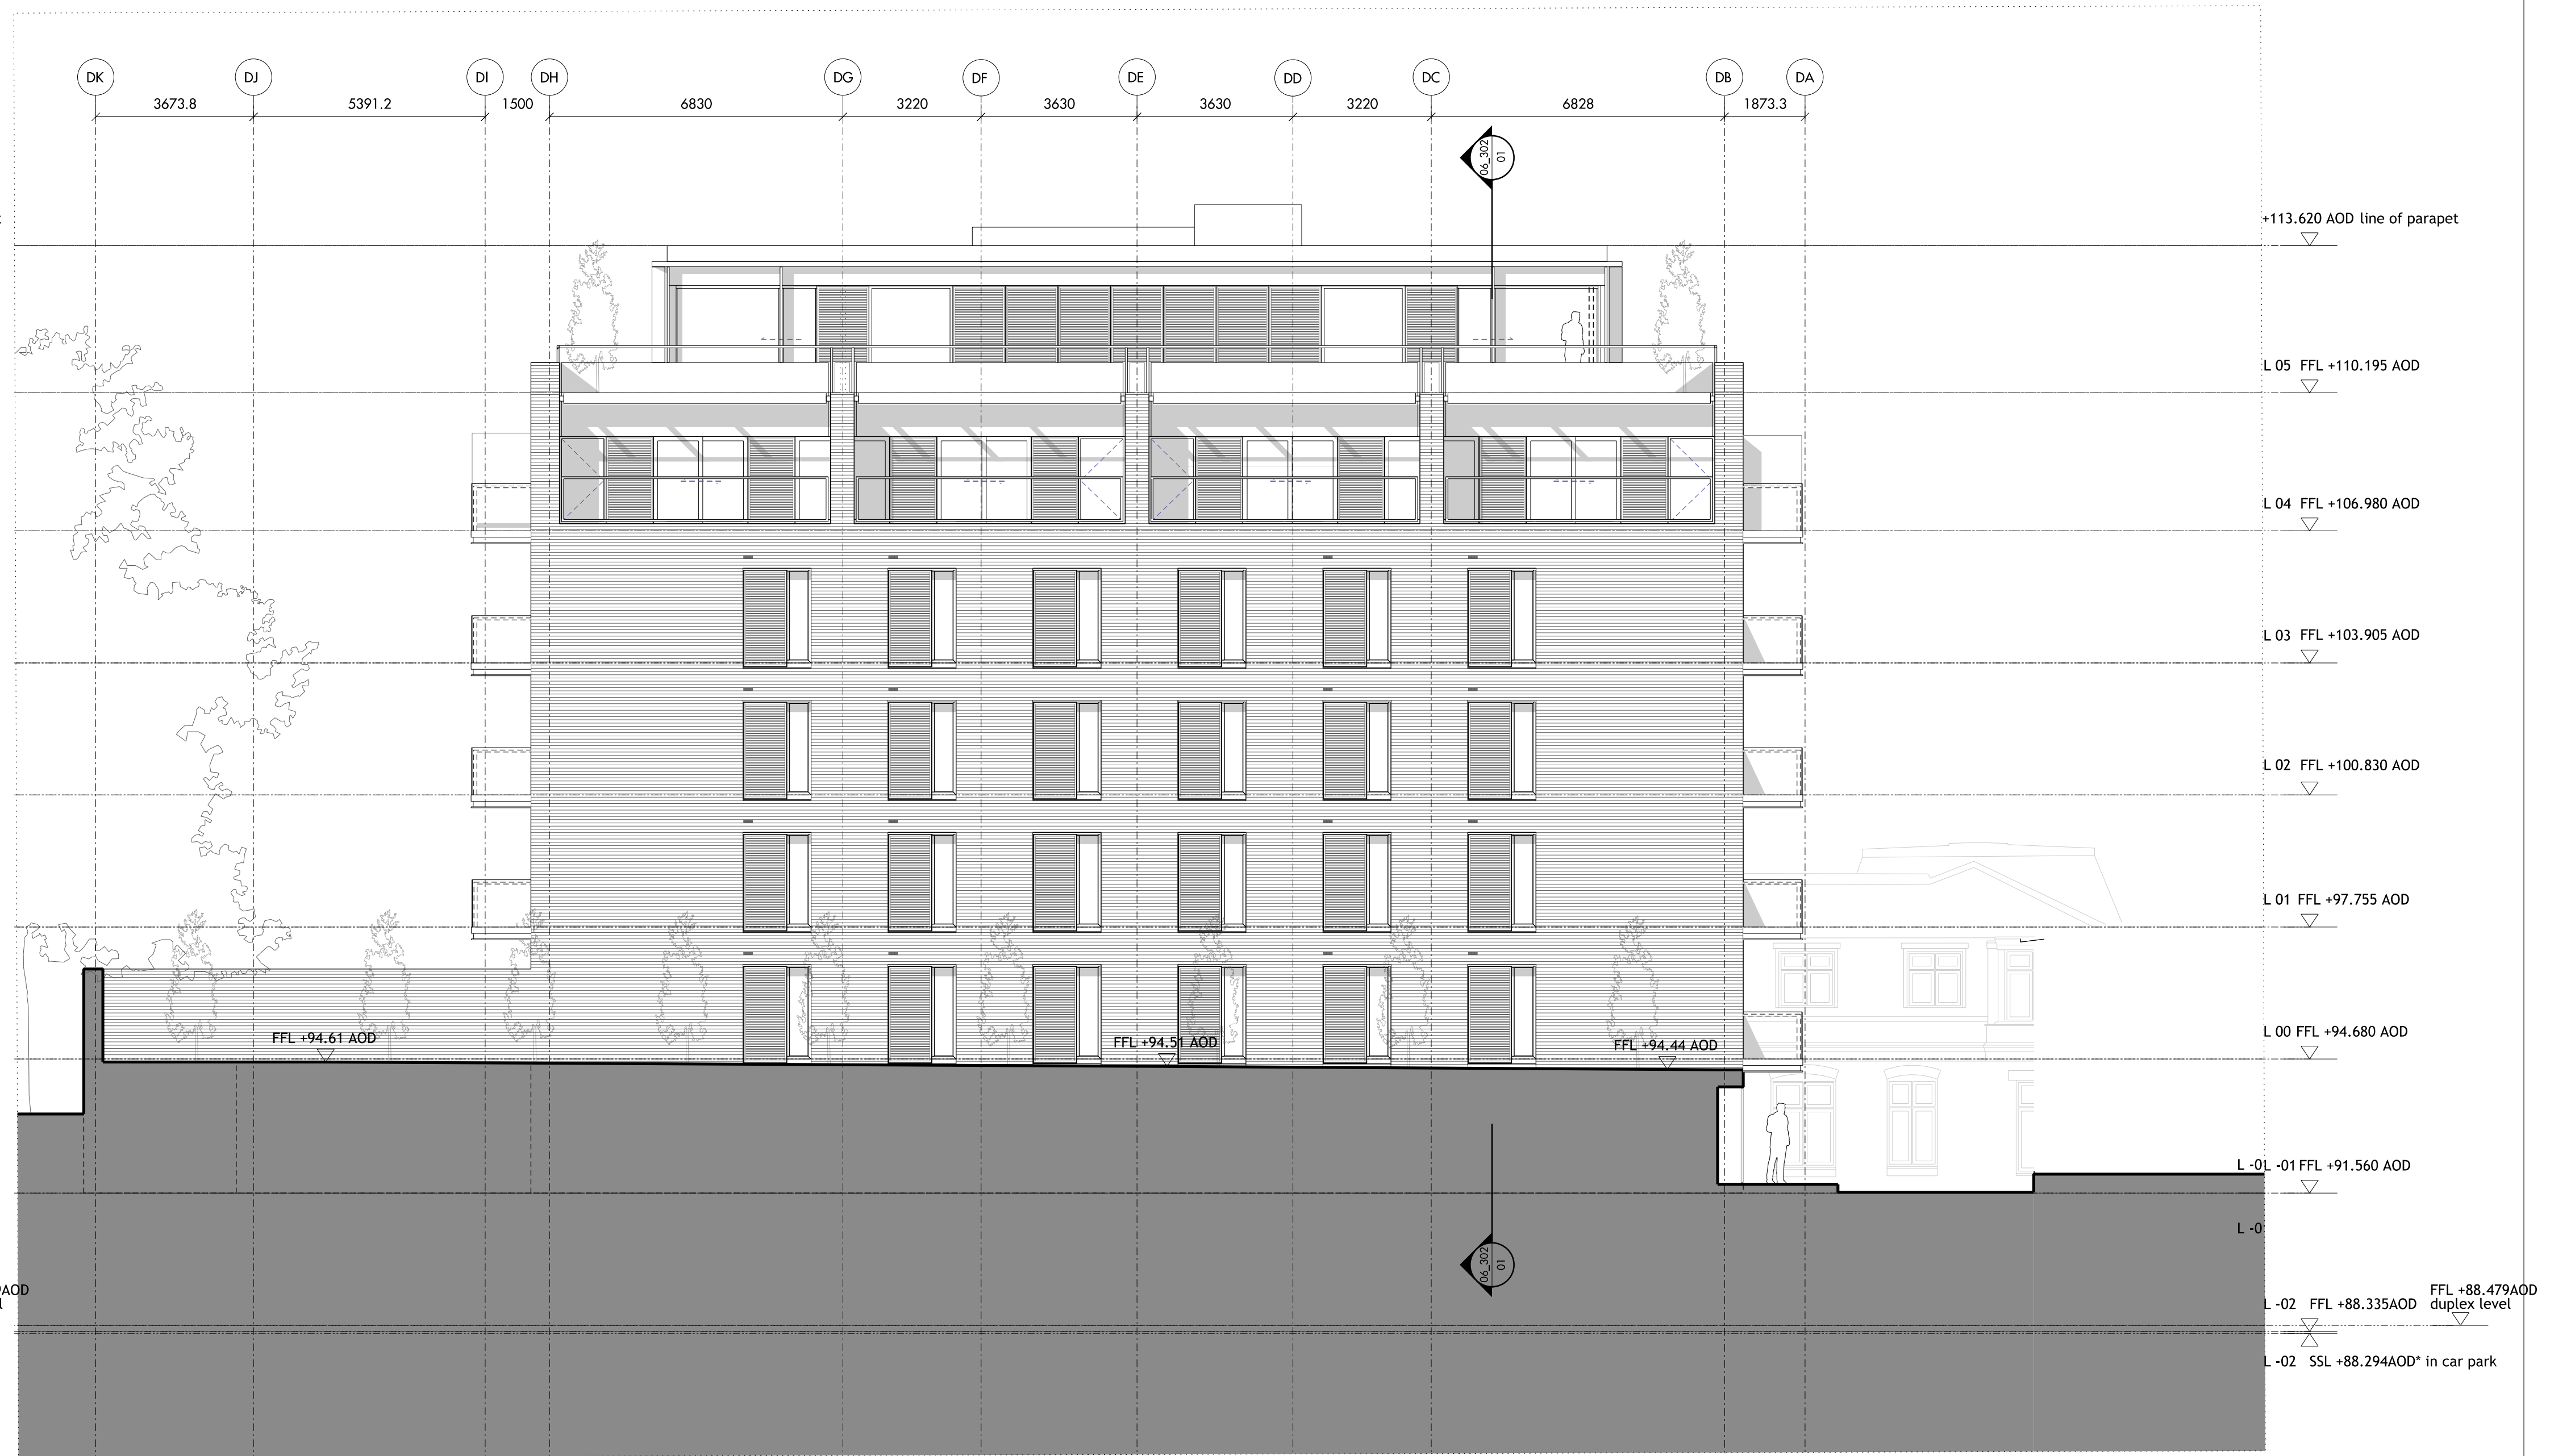 DK DJ DI DH DG DF DE DD DC DB DA
3673.8 5391.2 1500 6830 3220 3630 3630 3220 6828 1873.3
06_302
01
+113.620 AOD line of parapet
L 05 FFL +110.195 AOD
L 04 FFL +106.980 AOD
L 03 FFL +103.905 AOD
L 02 FFL +100.830 AOD
L 01 FFL +97.755 AOD
L 00 FFL +94.680 AOD
FFL +94.61 AOD
FFL +94.51 AOD
FFL +94.44 AOD
L -01 FFL +91.560 AOD
L -0
06_302
01
AOD
FFL +88.479AOD
duplex level
L -02 FFL +88.335AOD
L -02 SSL +88.294AOD* in car park